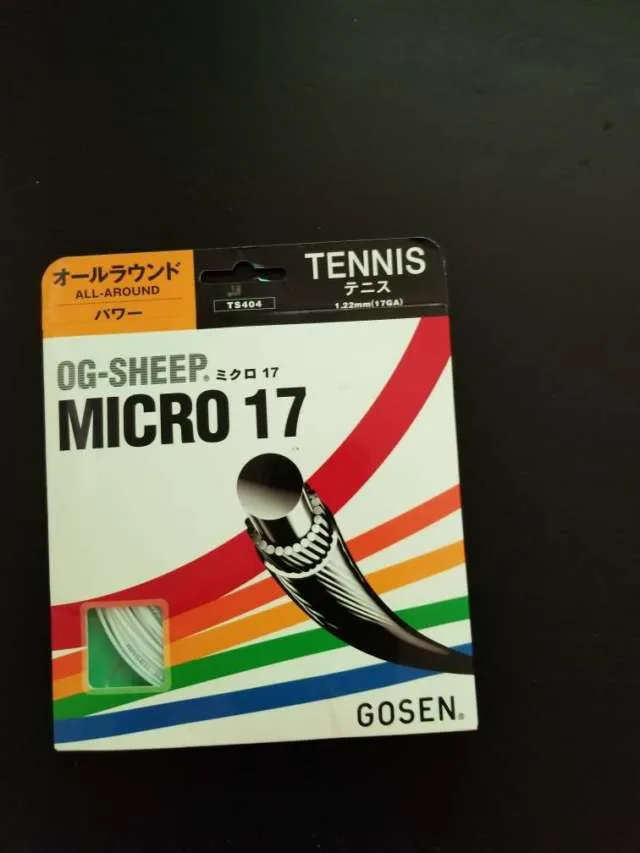 オールラウンド
ALL-AROUND
パワー
TS404
TENNIS
テニス
1.22mm(17GA)
OG-SHEEP® ミクロ 17
MICRO 17
GOSEN®